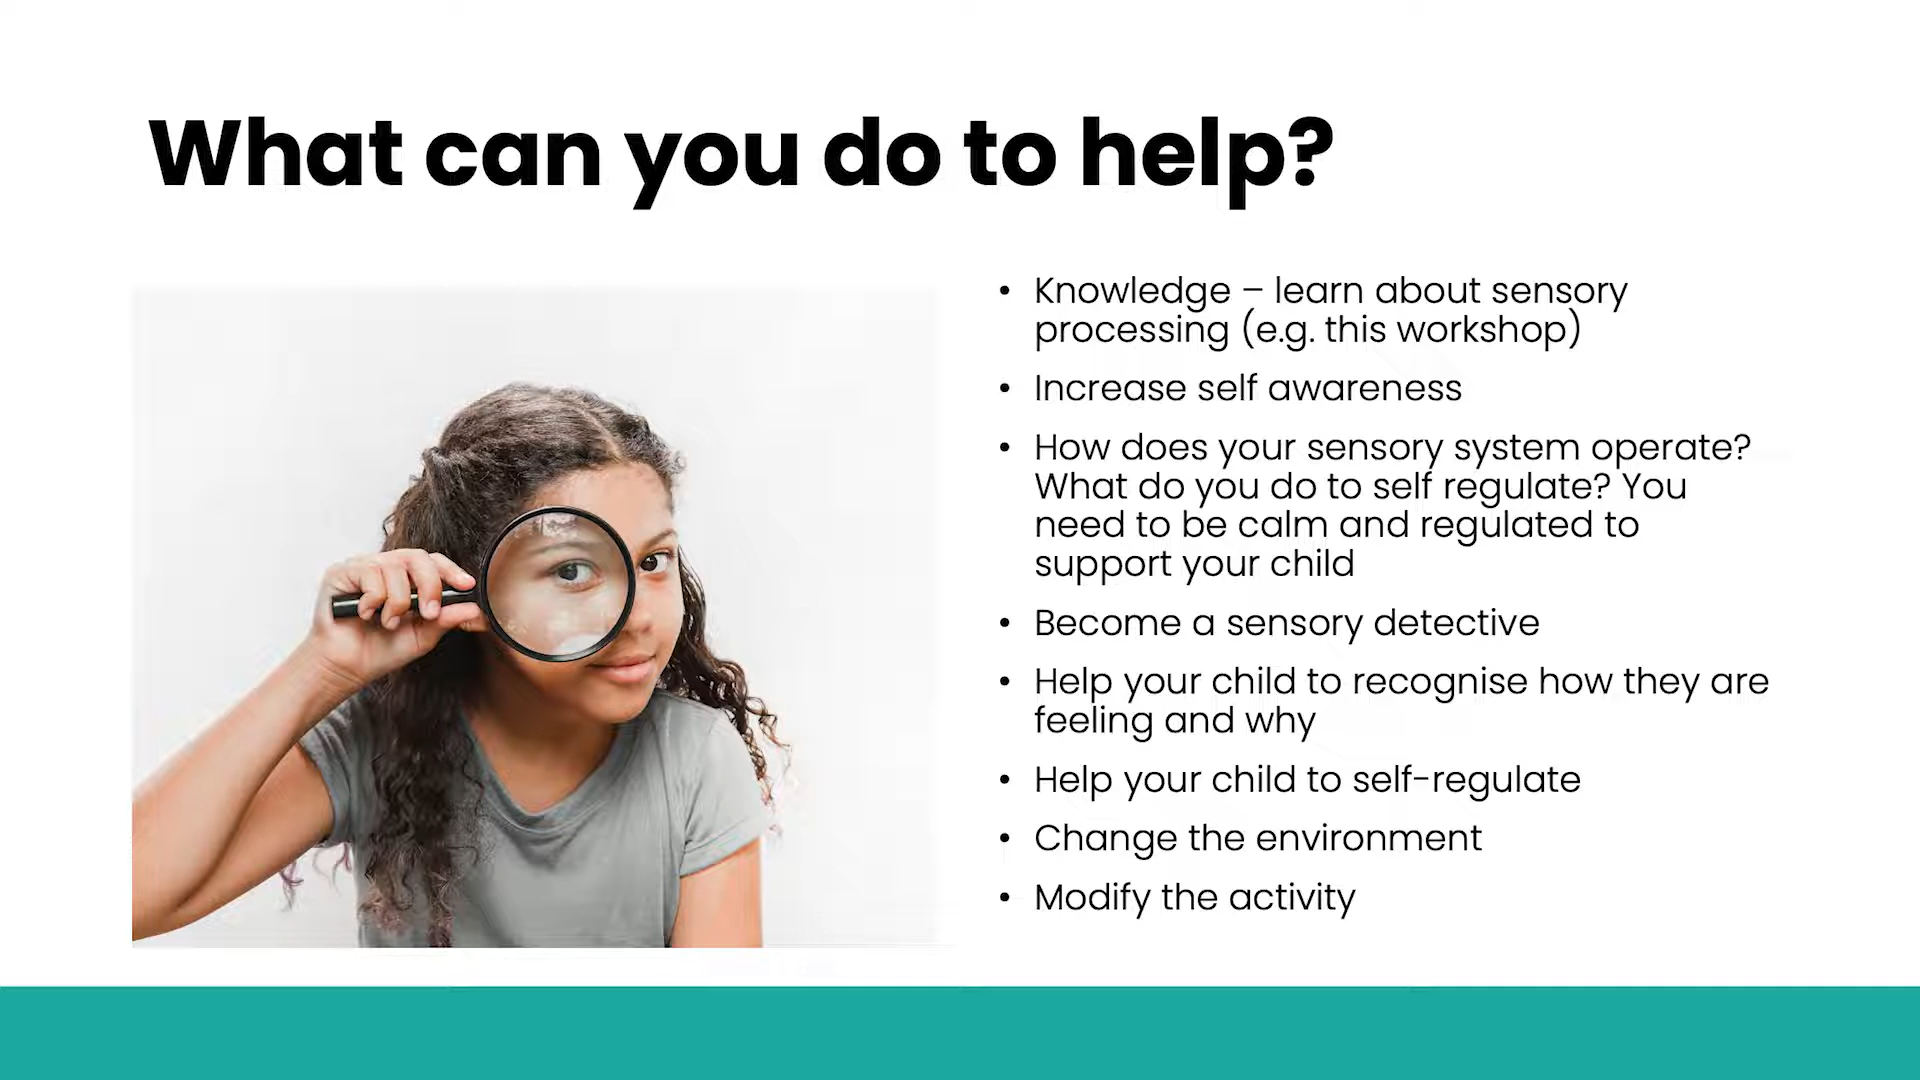 What can you do to help?
• Knowledge – learn about sensory
processing (e.g. this workshop)
• Increase self awareness
• How does your sensory system operate?
What do you do to self regulate? You
need to be calm and regulated to
support your child
• Become a sensory detective
• Help your child to recognise how they are
feeling and why
• Help your child to self-regulate
• Change the environment
• Modify the activity